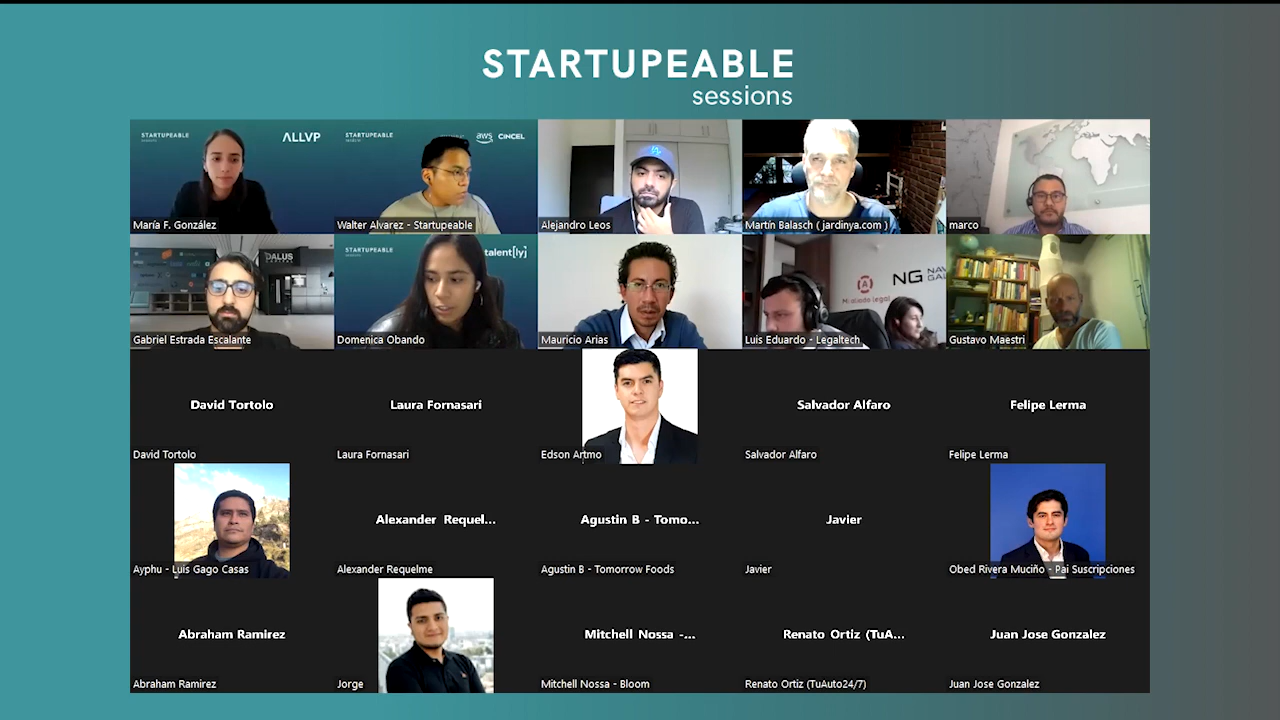 STARTUPEABLE
sessions
STARTUPEABLE
ALLVP
María F. González
STARTUPEABLE
aws
CINCEL
Walter Alvarez - Startupeable
Alejandro Leos
Martín Balasch ( jardinya.com )
marco
DALUS
CAPITAL
Gabriel Estrada Escalante
STARTUPEABLE
talent[ly]
Domenica Obando
Mauricio Arias
NG
Luis Eduardo - Legaltech
Gustavo Maestri
David Tortolo
Laura Fornasari
Salvador Alfaro
Felipe Lerma
David Tortolo
Laura Fornasari
Edson Artmo
Salvador Alfaro
Felipe Lerma
Alexander Requel...
Agustin B - Tomo...
Javier
Ayphu - Luis Gago Casas
Alexander Requelme
Agustin B - Tomorrow Foods
Javier
Obed Rivera Muciño - Pai Suscripciones
Abraham Ramirez
Mitchell Nossa -...
Renato Ortiz (TuA...
Juan Jose Gonzalez
Abraham Ramirez
Jorge
Mitchell Nossa - Bloom
Renato Ortiz (TuAuto24/7)
Juan Jose Gonzalez